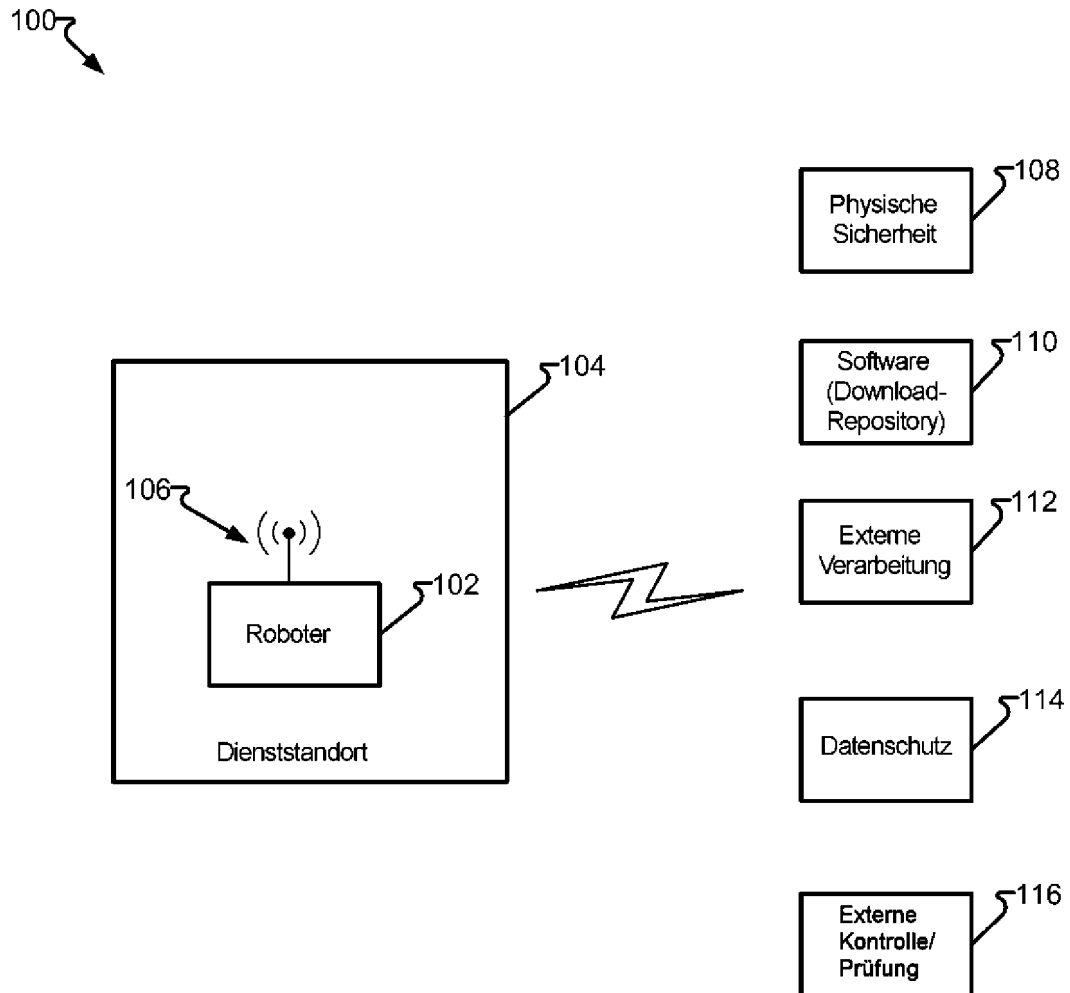 100
108
Physische
Sicherheit
110
Software
(Download-
Repository)
104
112
Externe
Verarbeitung
106
102
Roboter
114
Datenschutz
Dienststandort
116
Externe
Kontrolle/
Prüfung